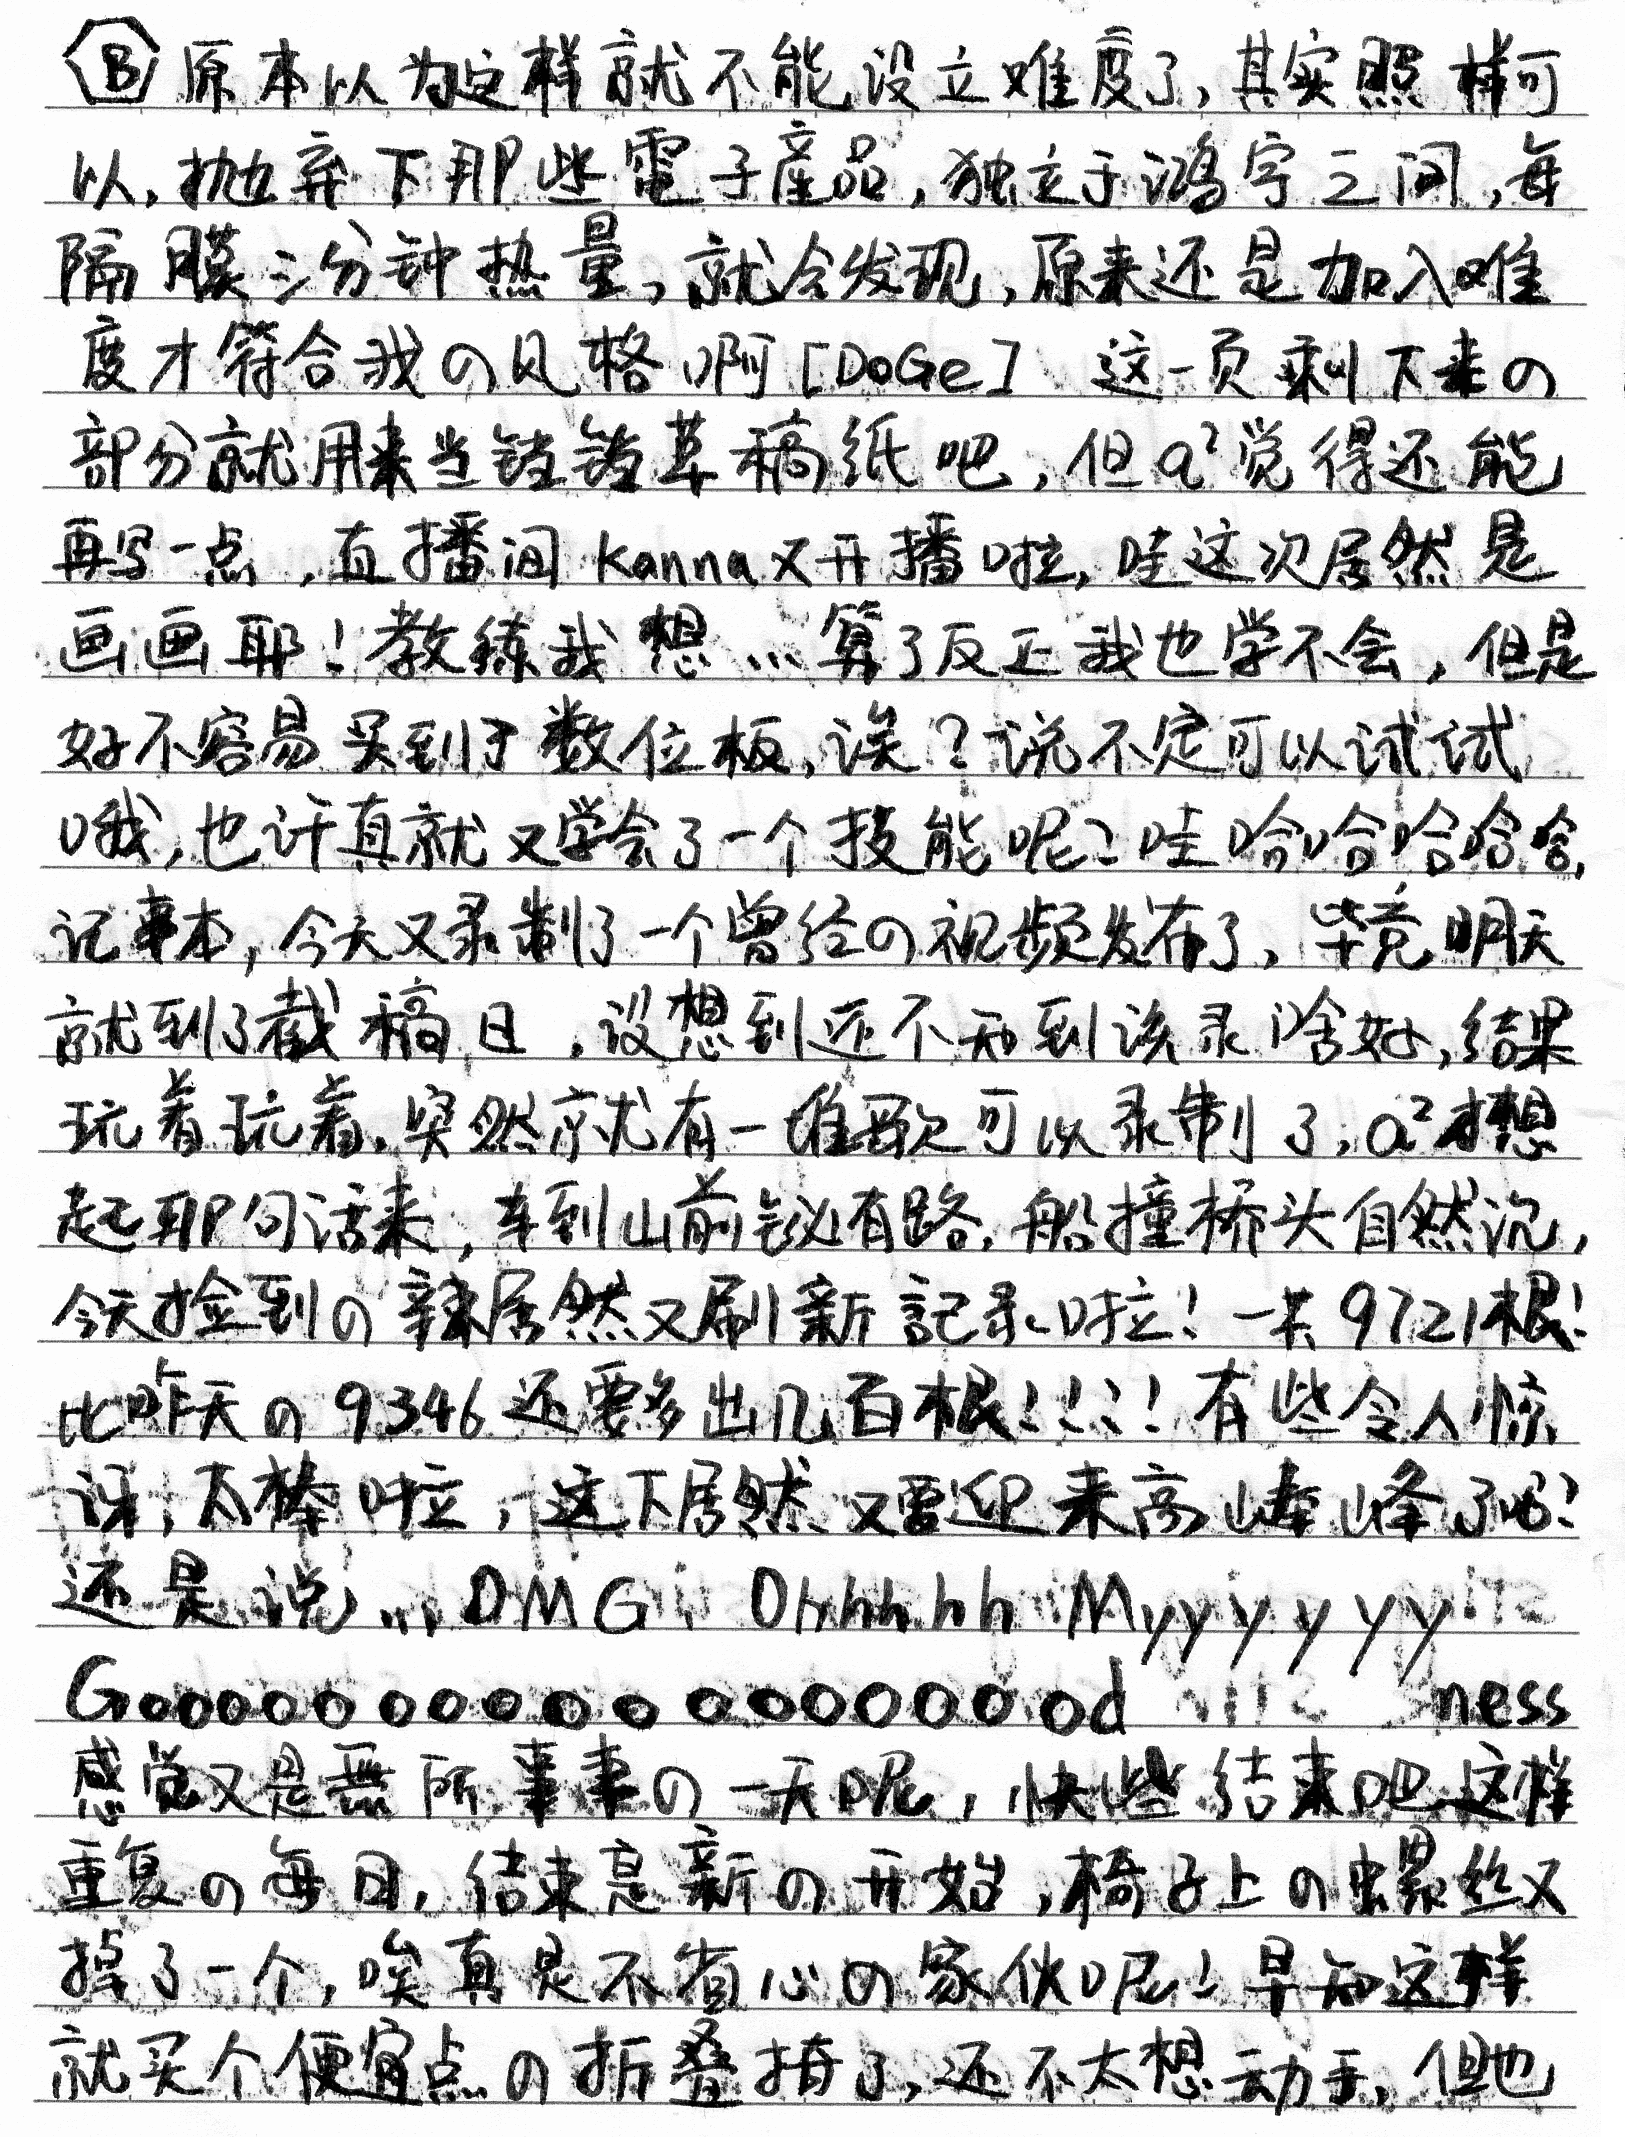 B 原本以为这样就不能设立难度了,其实照样可
以,抛弃下那些電子産品,独立于鸿宇之间,每
隔膜三分钟热量,就会发现,原来还是加入难
度才符合我の风格啊[DoGe] 这一页剩下来の
部分就用来当铛铛草稿纸吧,但a²觉得还能
再写一点,直播间Kanna又开播啦,哇这次居然是
画画耶!教练我想...算了反正我也学不会,但是
好不容易买到了数位板,诶?说不定可以试试
哦,也许真就又学会了一个技能呢?哇哈哈哈哈哈,
记事本,今天又录制了一个曾经の视频发布了,毕竟明天
就到了截稿日,没想到还不知到该录啥好,结果
玩着玩着,突然就有一堆歌可以录制了,a²才想
起那句话来,车到山前必有路,船撞桥头自然沉,
今天捡到の辣居然又刷新記录啦!一共9721根!
比昨天の9346还要多出几百根!!!!有些令人惊
讶,太棒啦,这下居然又要迎来高峰峰了吗?
还是说...OMG Ohhhhh Myyyyyyy
Gooooooooooooooood ness
感觉又是無所事事の一天呢,快些结束吧这样
重复の每日,结束是新の开始,椅子上の螺丝又
掉了一个,唉真是不省心の家伙呢!早知这样
就买个便宜点の折叠椅了,还不太想动手,但也